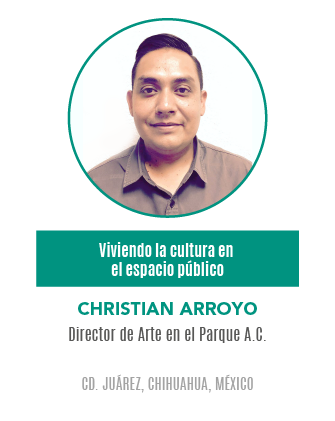 Viviendo la cultura en
el espacio público
CHRISTIAN ARROYO
Director de Arte en el Parque A.C.
CD. JUÁREZ, CHIHUAHUA, MÉXICO